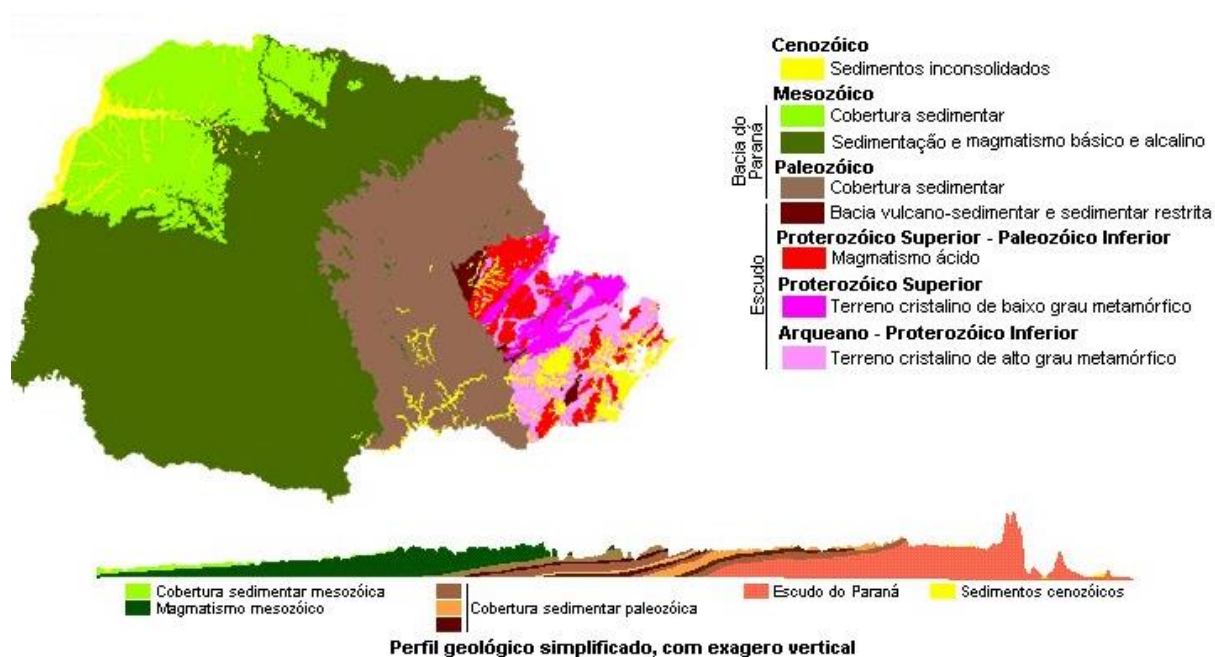 Cenozóico
Sedimentos inconsolidados
Mesozóico
Cobertura sedimentar
Sedimentação e magmatismo básico e alcalino
Bacia do
Paraná
Paleozóico
Cobertura sedimentar
Bacia vulcano-sedimentar e sedimentar restrita
Proterozóico Superior - Paleozóico Inferior
Magmatismo ácido
Escudo
Proterozóico Superior
Terreno cristalino de baixo grau metamórfico
Arqueano - Proterozóico Inferior
Terreno cristalino de alto grau metamórfico
Cobertura sedimentar mesozóica
Magmatismo mesozóico
Cobertura sedimentar paleozóica
Escudo do Paraná
Sedimentos cenozóicos
Perfil geológico simplificado, com exagero vertical